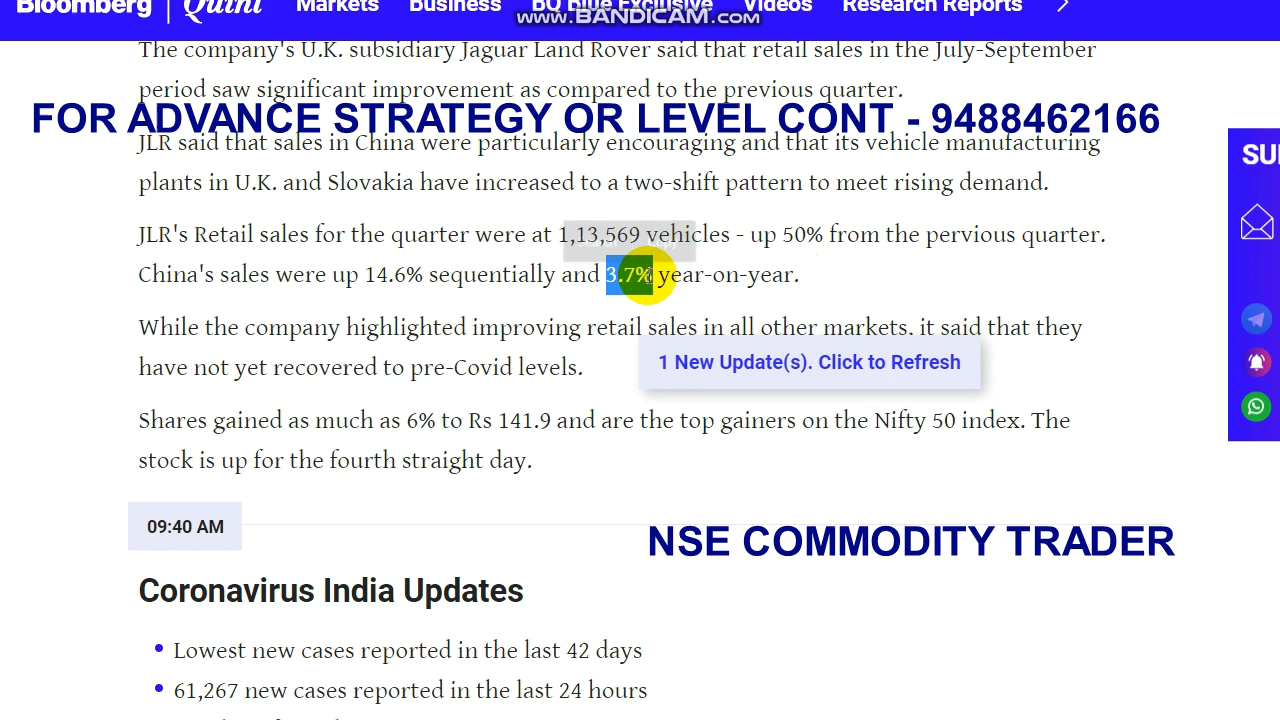 Bloomberg | Quint Markets Business BQ Blue Exclusive Videos Research Reports
www.BANDICAM.com
The company's U.K. subsidiary Jaguar Land Rover said that retail sales in the July-September
period saw significant improvement as compared to the previous quarter.
FOR ADVANCE STRATEGY OR LEVEL CONT - 9488462166
JLR said that sales in China were particularly encouraging and that its vehicle manufacturing
plants in U.K. and Slovakia have increased to a two-shift pattern to meet rising demand.
JLR's Retail sales for the quarter were at 1,13,569 vehicles - up 50% from the pervious quarter.
China's sales were up 14.6% sequentially and 3.7% year-on-year.
While the company highlighted improving retail sales in all other markets, it said that they
have not yet recovered to pre-Covid levels.
1 New Update(s). Click to Refresh
Shares gained as much as 6% to Rs 141.9 and are the top gainers on the Nifty 50 index. The
stock is up for the fourth straight day.
09:40 AM
NSE COMMODITY TRADER
Coronavirus India Updates
Lowest new cases reported in the last 42 days
61,267 new cases reported in the last 24 hours